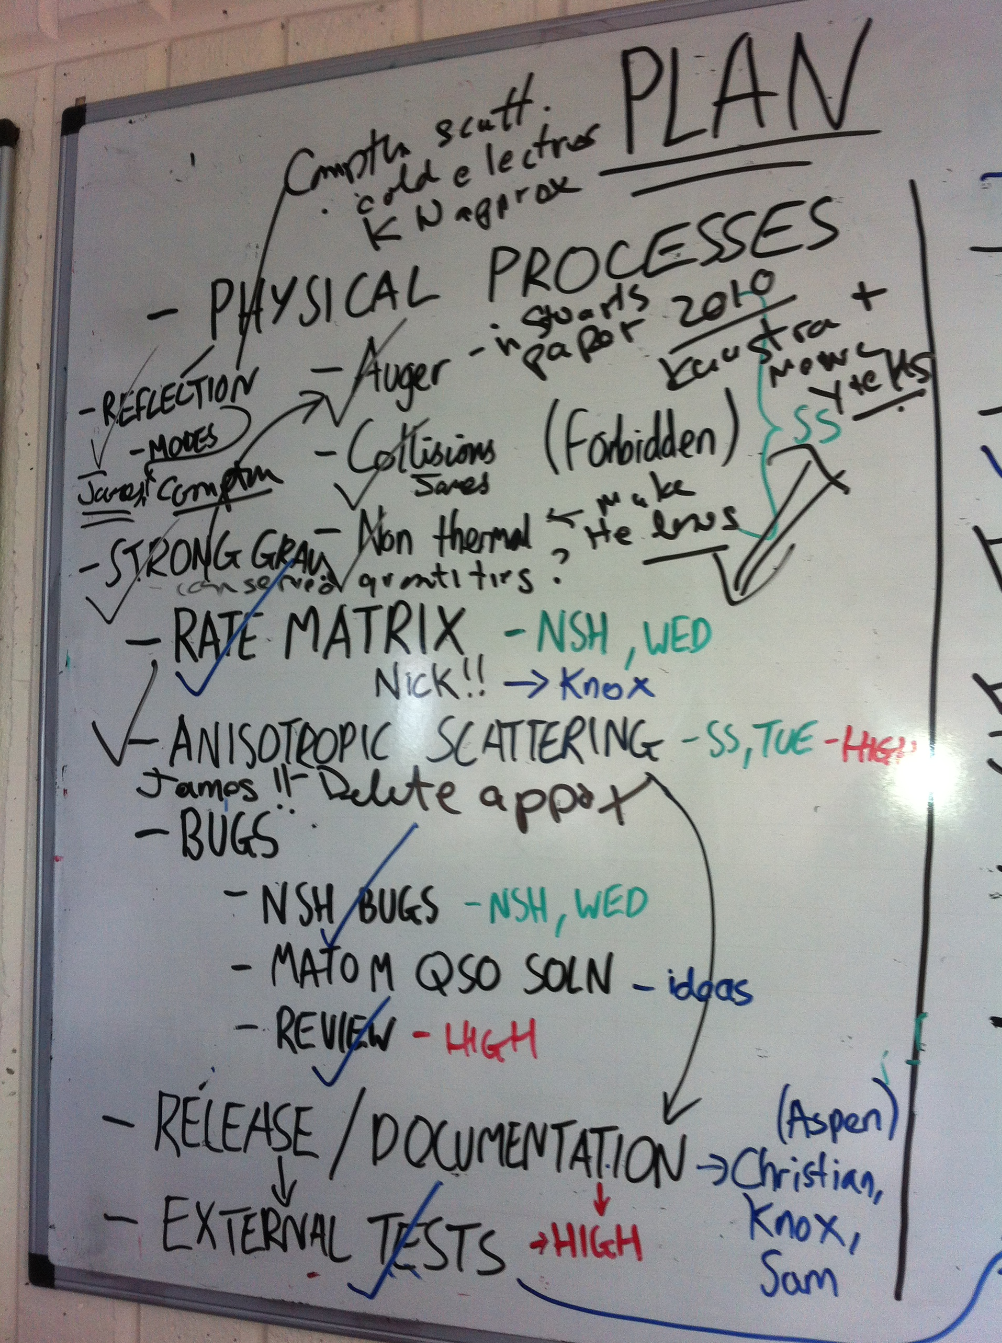 PLAN
Compton scatt.
cold electrons
KN approx
- PHYSICAL PROCESSES
- REFLECTION
- MODES
James! Compton
- Auger - in Stuarts paper 2010
Kaastra +
Mewe
- Collisions (Forbidden)
James
SS
- Non thermal ← make
He lines
- STRONG GRAV
conserved quantities?
- RATE MATRIX - NSH, WED
NICK!! → Knox
- ANISOTROPIC SCATTERING - SS, TUE - HIGH
James!! - Delete appox
- BUGS
- NSH BUGS - NSH, WED
- MATOM QSO SOLN - ideas
- REVIEW - HIGH
- RELEASE / DOCUMENTATION → (Aspen)
Christian,
Knox,
Sam
- EXTERNAL TESTS → HIGH